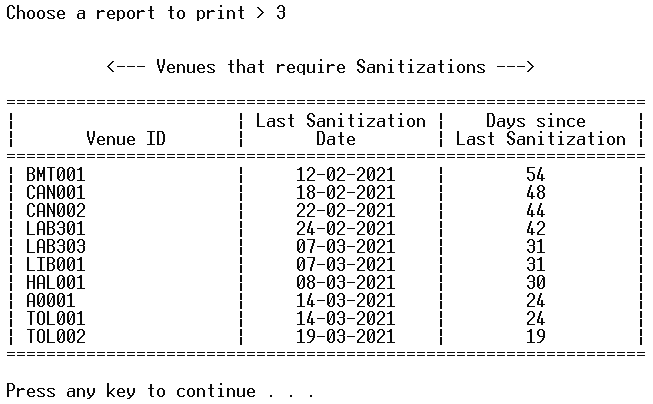 Choose a report to print > 3
<--- Venues that require Sanitizations --->
================================================================
|                      | Last Sanitization |    Days since     |
|       Venue ID       |       Date        | Last Sanitization |
================================================================
| BMT001               |     12-02-2021    |        54         |
| CAN001               |     18-02-2021    |        48         |
| CAN002               |     22-02-2021    |        44         |
| LAB301               |     24-02-2021    |        42         |
| LAB303               |     07-03-2021    |        31         |
| LIB001               |     07-03-2021    |        31         |
| HAL001               |     08-03-2021    |        30         |
| A0001                |     14-03-2021    |        24         |
| TOL001               |     14-03-2021    |        24         |
| TOL002               |     19-03-2021    |        19         |
================================================================
Press any key to continue . . .